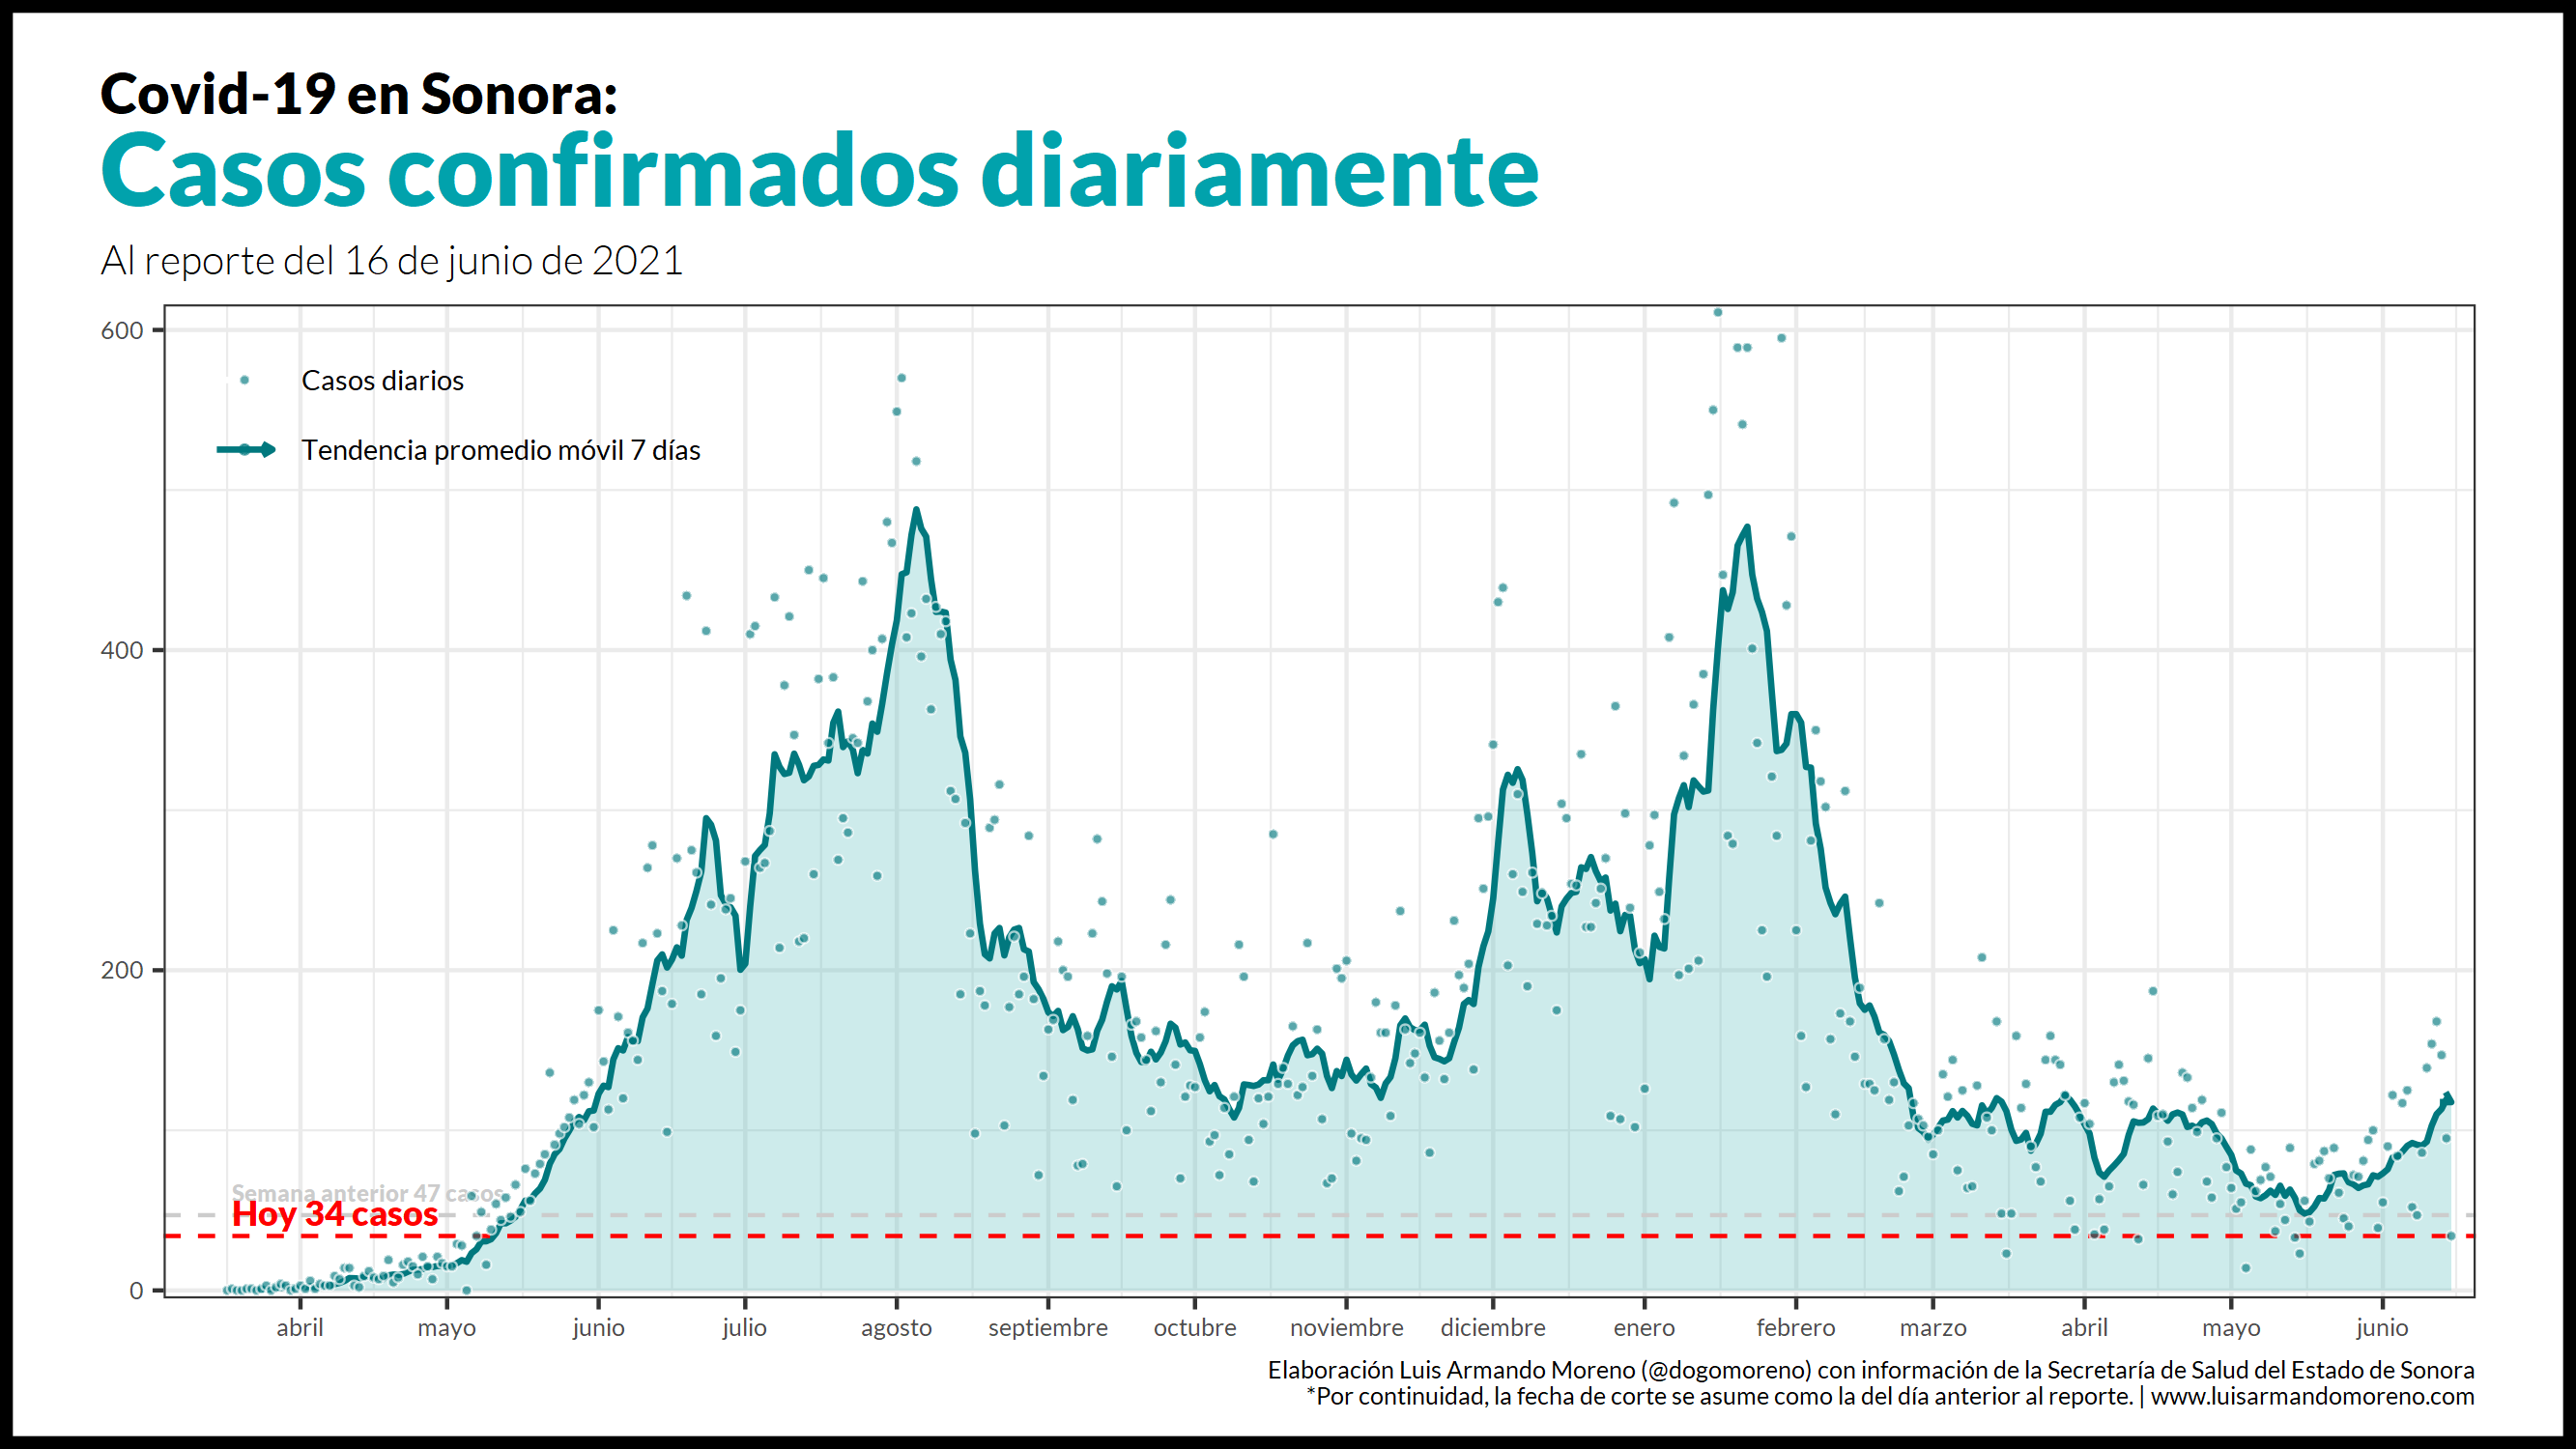 Covid-19 en Sonora:
Casos confirmados diariamente
Al reporte del 16 de junio de 2021
600
Casos diarios
Tendencia promedio móvil 7 días
400
200
Semana anterior 47 casos
Hoy 34 casos
0
abril mayo junio julio agosto septiembre octubre noviembre diciembre enero febrero marzo abril mayo junio
Elaboración Luis Armando Moreno (@dogomoreno) con información de la Secretaría de Salud del Estado de Sonora
*Por continuidad, la fecha de corte se asume como la del día anterior al reporte. | www.luisarmandomoreno.com